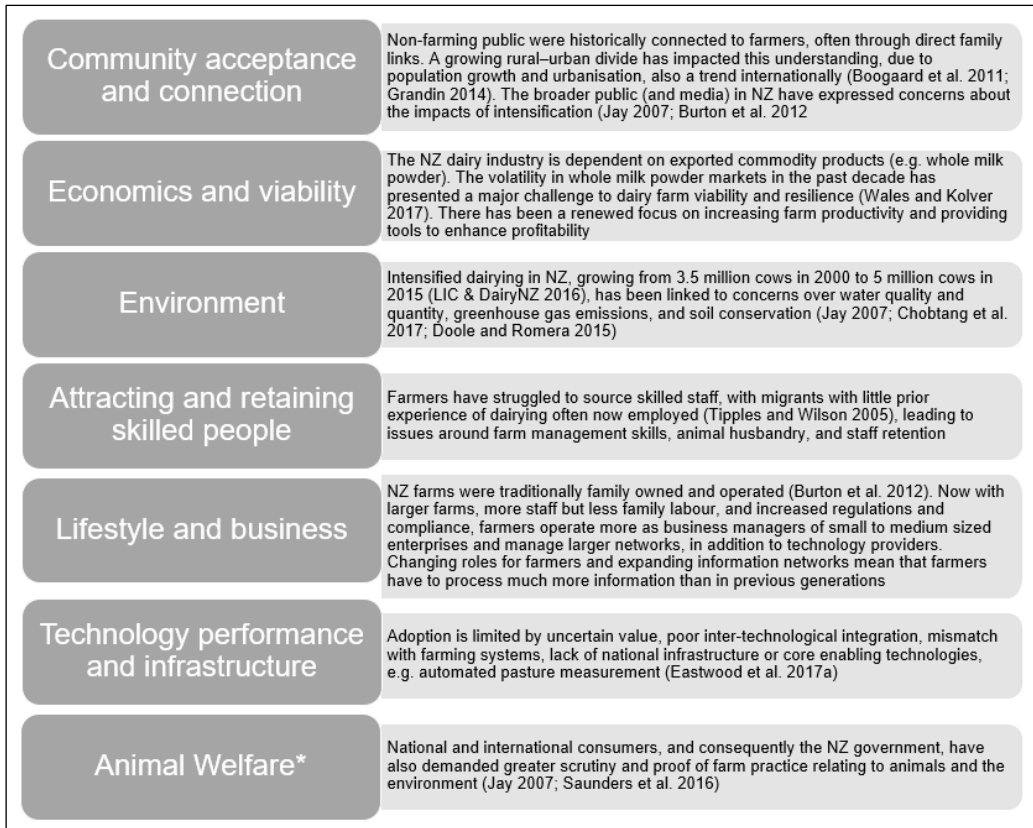 Community acceptance
and connection
Non-farming public were historically connected to farmers, often through direct family
links. A growing rural–urban divide has impacted this understanding, due to
population growth and urbanisation, also a trend internationally (Boogaard et al. 2011;
Grandin 2014). The broader public (and media) in NZ have expressed concerns about
the impacts of intensification (Jay 2007; Burton et al. 2012
Economics and viability
The NZ dairy industry is dependent on exported commodity products (e.g. whole milk
powder). The volatility in whole milk powder markets in the past decade has
presented a major challenge to dairy farm viability and resilience (Wales and Kolver
2017). There has been a renewed focus on increasing farm productivity and providing
tools to enhance profitability
Environment
Intensified dairying in NZ, growing from 3.5 million cows in 2000 to 5 million cows in
2015 (LIC & DairyNZ 2016), has been linked to concerns over water quality and
quantity, greenhouse gas emissions, and soil conservation (Jay 2007; Chobtang et al.
2017; Doole and Romera 2015)
Attracting and retaining
skilled people
Farmers have struggled to source skilled staff, with migrants with little prior
experience of dairying often now employed (Tipples and Wilson 2005), leading to
issues around farm management skills, animal husbandry, and staff retention
Lifestyle and business
NZ farms were traditionally family owned and operated (Burton et al. 2012). Now with
larger farms, more staff but less family labour, and increased regulations and
compliance, farmers operate more as business managers of small to medium sized
enterprises and manage larger networks, in addition to technology providers.
Changing roles for farmers and expanding information networks mean that farmers
have to process much more information than in previous generations
Technology performance
and infrastructure
Adoption is limited by uncertain value, poor inter-technological integration, mismatch
with farming systems, lack of national infrastructure or core enabling technologies,
e.g. automated pasture measurement (Eastwood et al. 2017a)
Animal Welfare*
National and international consumers, and consequently the NZ government, have
also demanded greater scrutiny and proof of farm practice relating to animals and the
environment (Jay 2007; Saunders et al. 2016)